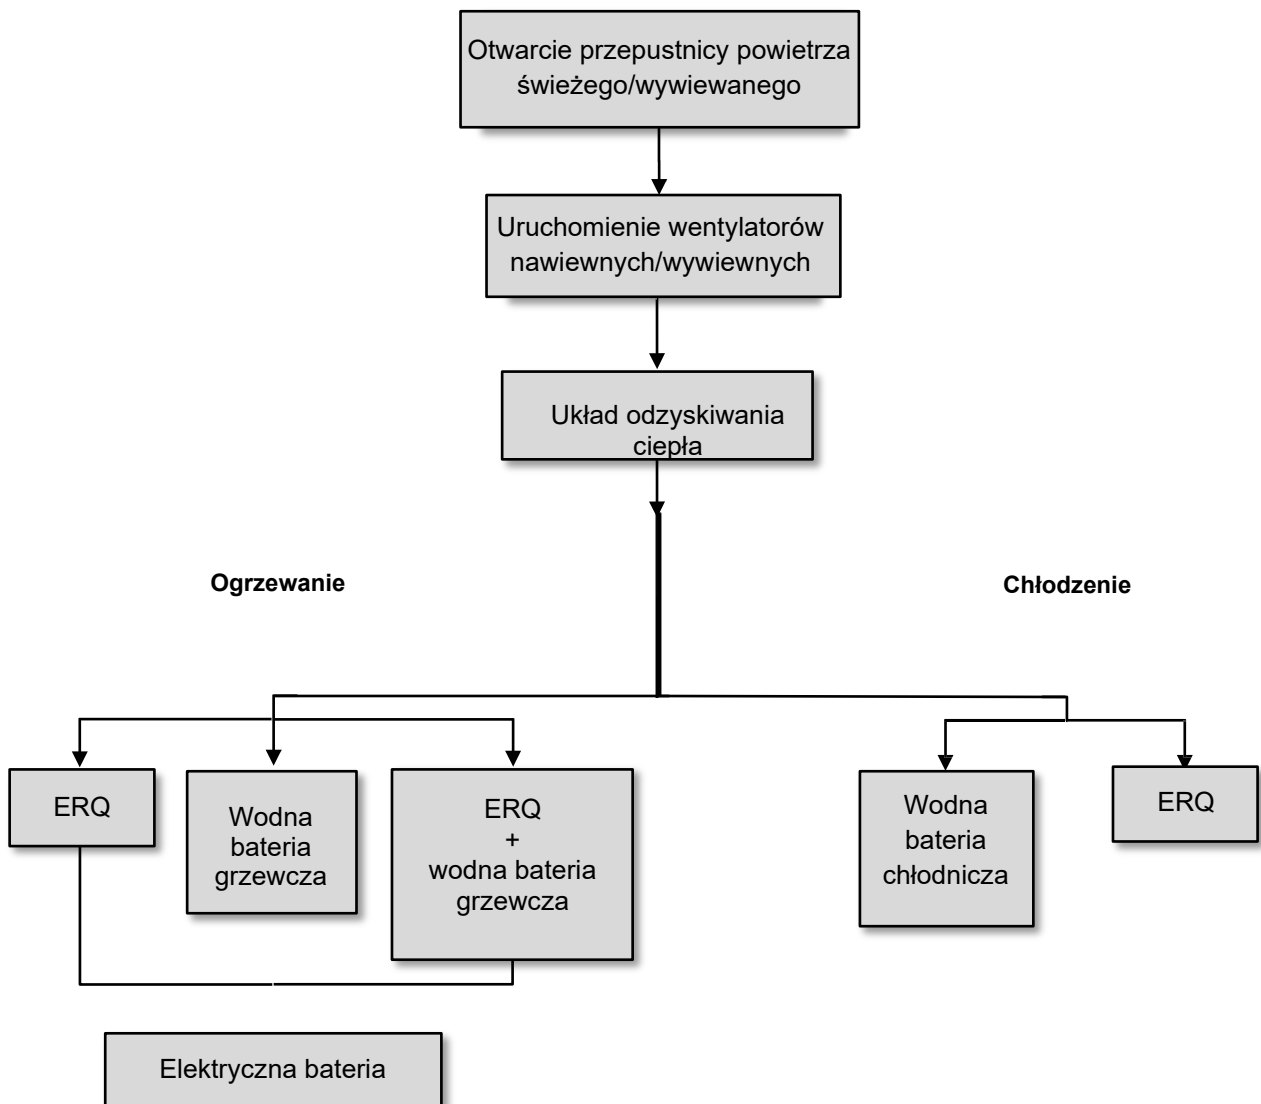 Otwarcie przepustnicy powietrza
świeżego/wywiewanego
Uruchomienie wentylatorów
nawiewnych/wywiewnych
Układ odzyskiwania
ciepła
Ogrzewanie
Chłodzenie
ERQ
Wodna
bateria
grzewcza
ERQ
+
wodna bateria
grzewcza
Wodna
bateria
chłodnicza
ERQ
Elektryczna bateria